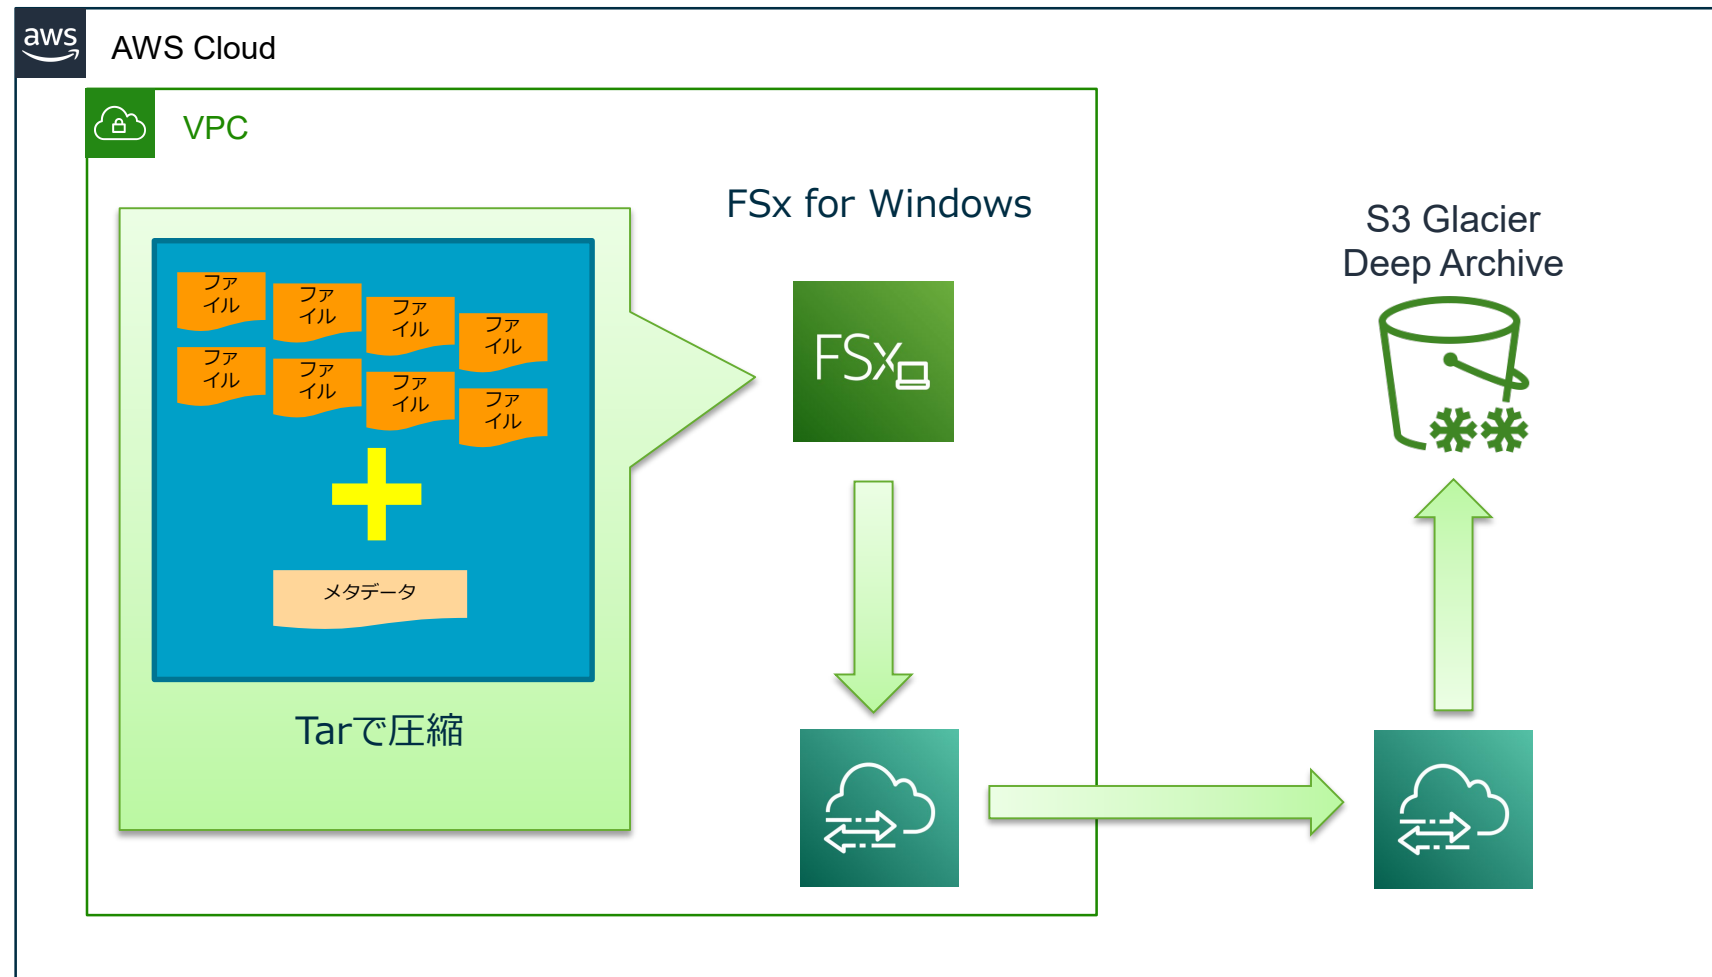 aws
AWS Cloud
VPC
FSx for Windows
S3 Glacier
Deep Archive
ファ
イル
ファ
イル
ファ
イル
ファ
イル
ファ
イル
ファ
イル
ファ
イル
ファ
イル
メタデータ
Tarで圧縮
FSx